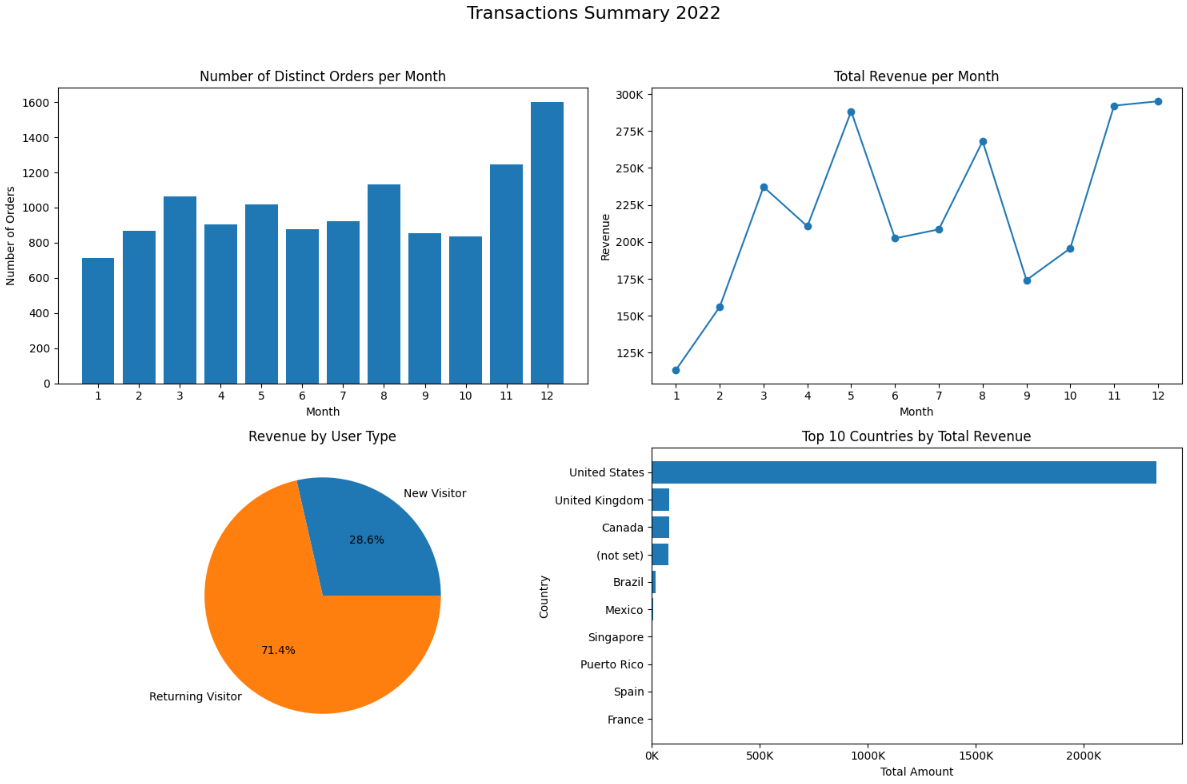 Transactions Summary 2022
Number of Distinct Orders per Month
1600
1400
1200
1000
800
600
400
200
0
Number of Orders
1 2 3 4 5 6 7 8 9 10 11 12
Month
Total Revenue per Month
300K
275K
250K
225K
200K
175K
150K
125K
Revenue
1 2 3 4 5 6 7 8 9 10 11 12
Month
Revenue by User Type
New Visitor
28.6%
71.4%
Returning Visitor
Top 10 Countries by Total Revenue
United States
United Kingdom
Canada
(not set)
Brazil
Mexico
Singapore
Puerto Rico
Spain
France
Country
0K 500K 1000K 1500K 2000K
Total Amount